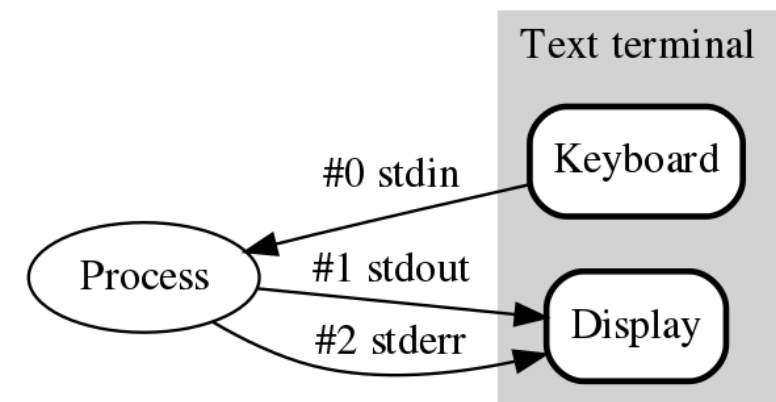 Text terminal
Keyboard
#0 stdin
Process
#1 stdout
Display
#2 stderr